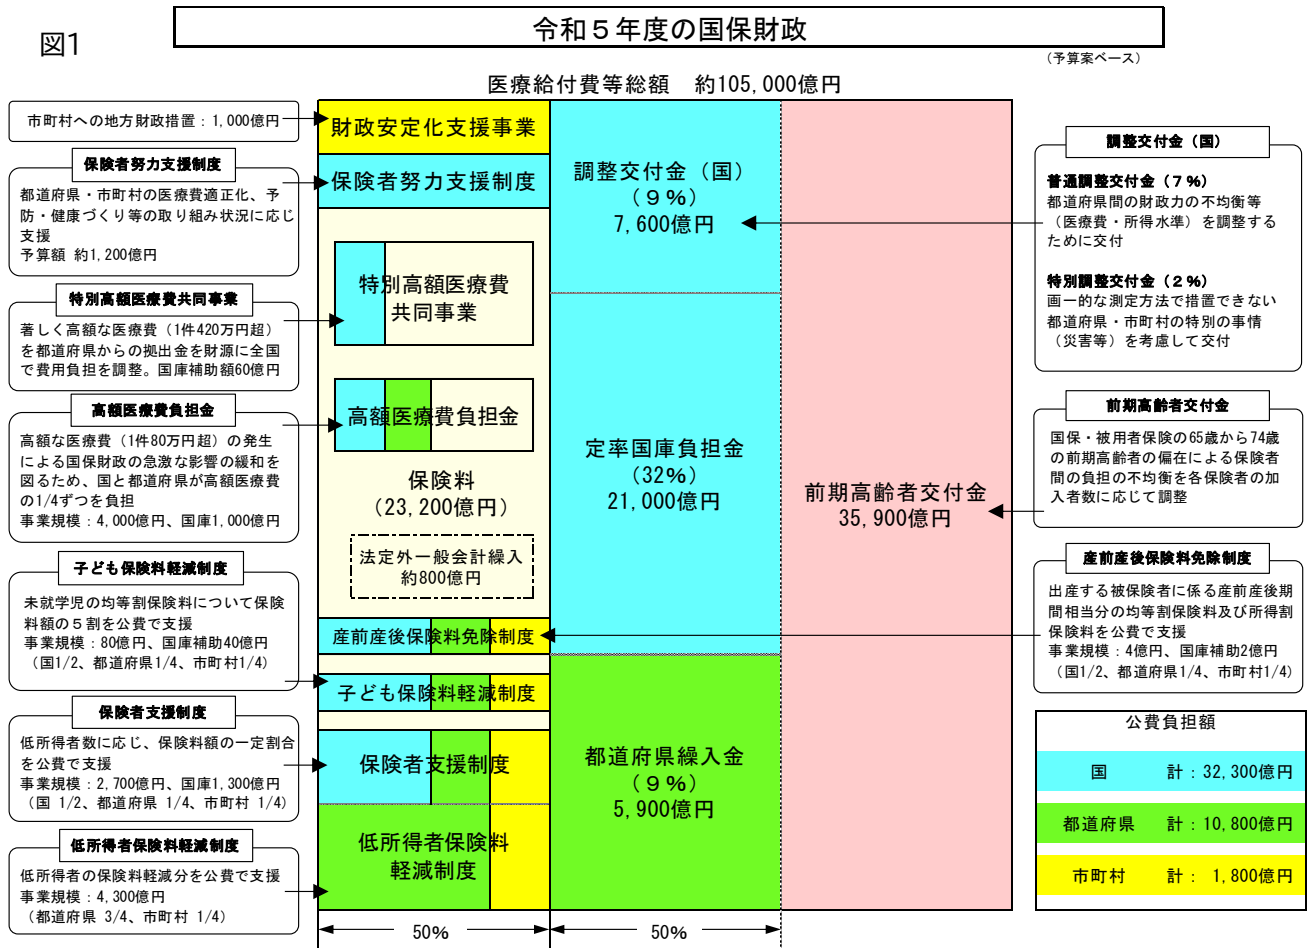 図1
令和５年度の国保財政
（予算案ベース）
医療給付費等総額　約105,000億円
市町村への地方財政措置：1,000億円
保険者努力支援制度
都道府県・市町村の医療費適正化、予
防・健康づくり等の取り組み状況に応じ
支援
予算額 約1,200億円
特別高額医療費共同事業
著しく高額な医療費（1件420万円超）
を都道府県からの拠出金を財源に全国
で費用負担を調整。国庫補助額60億円
高額医療費負担金
高額な医療費（1件80万円超）の発生
による国保財政の急激な影響の緩和を
図るため、国と都道府県が高額医療費
の1/4ずつを負担
事業規模：4,000億円、国庫1,000億円
子ども保険料軽減制度
未就学児の均等割保険料について保険
料額の５割を公費で支援
事業規模：80億円、国庫補助40億円
（国1/2、都道府県1/4、市町村1/4）
保険者支援制度
低所得者数に応じ、保険料額の一定割合
を公費で支援
事業規模：2,700億円、国庫1,300億円
（国 1/2、都道府県 1/4、市町村 1/4）
低所得者保険料軽減制度
低所得者の保険料軽減分を公費で支援
事業規模：4,300億円
（都道府県 3/4、市町村 1/4）
財政安定化支援事業
保険者努力支援制度
特別高額医療費
共同事業
高額医療費負担金
保険料
（23,200億円）
法定外一般会計繰入
約800億円
産前産後保険料免除制度
子ども保険料軽減制度
保険者支援制度
低所得者保険料
軽減制度
50%
調整交付金（国）
（９％）
7,600億円
定率国庫負担金
（32％）
21,000億円
都道府県繰入金
（９％）
5,900億円
50%
前期高齢者交付金
35,900億円
調整交付金（国）
普通調整交付金（７％）
都道府県間の財政力の不均衡等
（医療費・所得水準）を調整する
ために交付
特別調整交付金（２％）
画一的な測定方法で措置できない
都道府県・市町村の特別の事情
（災害等）を考慮して交付
前期高齢者交付金
国保・被用者保険の65歳から74歳
の前期高齢者の偏在による保険者
間の負担の不均衡を各保険者の加
入者数に応じて調整
産前産後保険料免除制度
出産する被保険者に係る産前産後期
間相当分の均等割保険料及び所得割
保険料を公費で支援
事業規模：4億円、国庫補助2億円
（国1/2、都道府県1/4、市町村1/4）
公費負担額
国　計：32,300億円
都道府県　計：10,800億円
市町村　計： 1,800億円